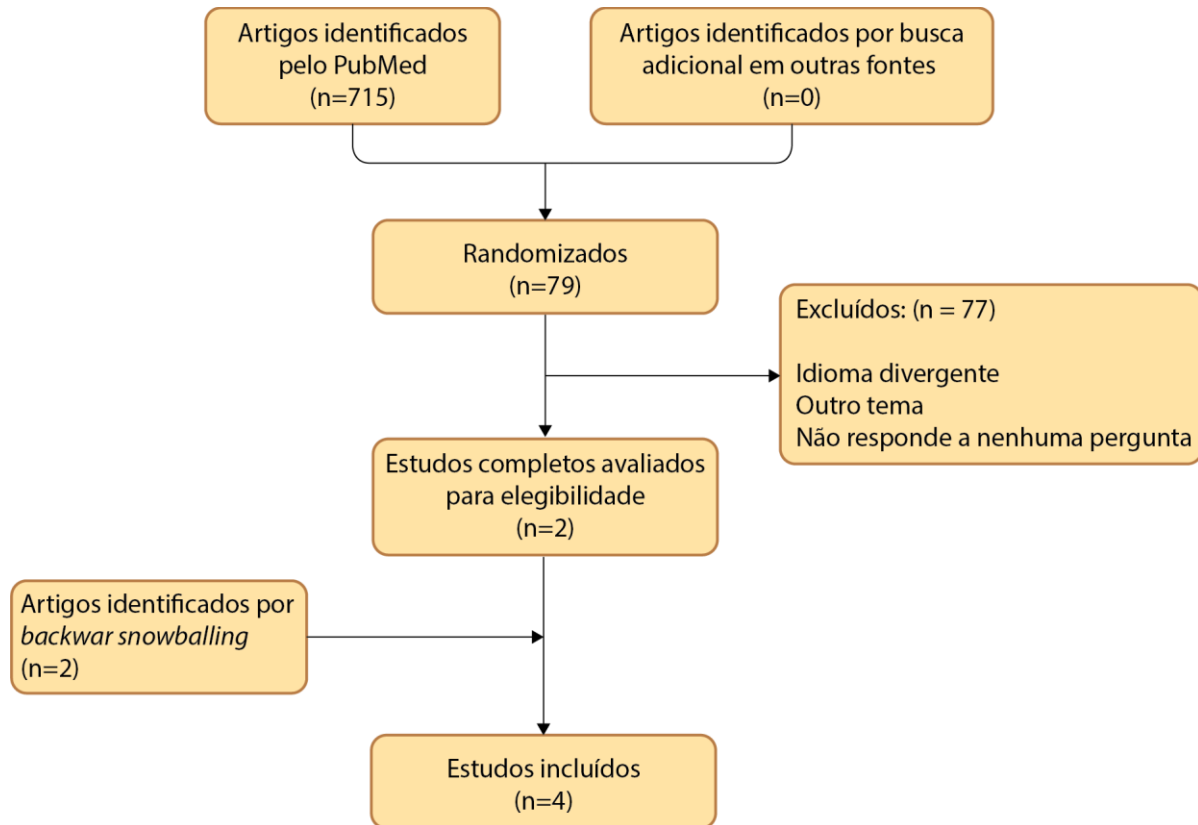 Artigos identificados
pelo PubMed
(n=715)
Artigos identificados por busca
adicional em outras fontes
(n=0)
Randomizados
(n=79)
Excluídos: (n = 77)
Idioma divergente
Outro tema
Não responde a nenhuma pergunta
Estudos completos avaliados
para elegibilidade
(n=2)
Artigos identificados por
backwar snowballing
(n=2)
Estudos incluídos
(n=4)